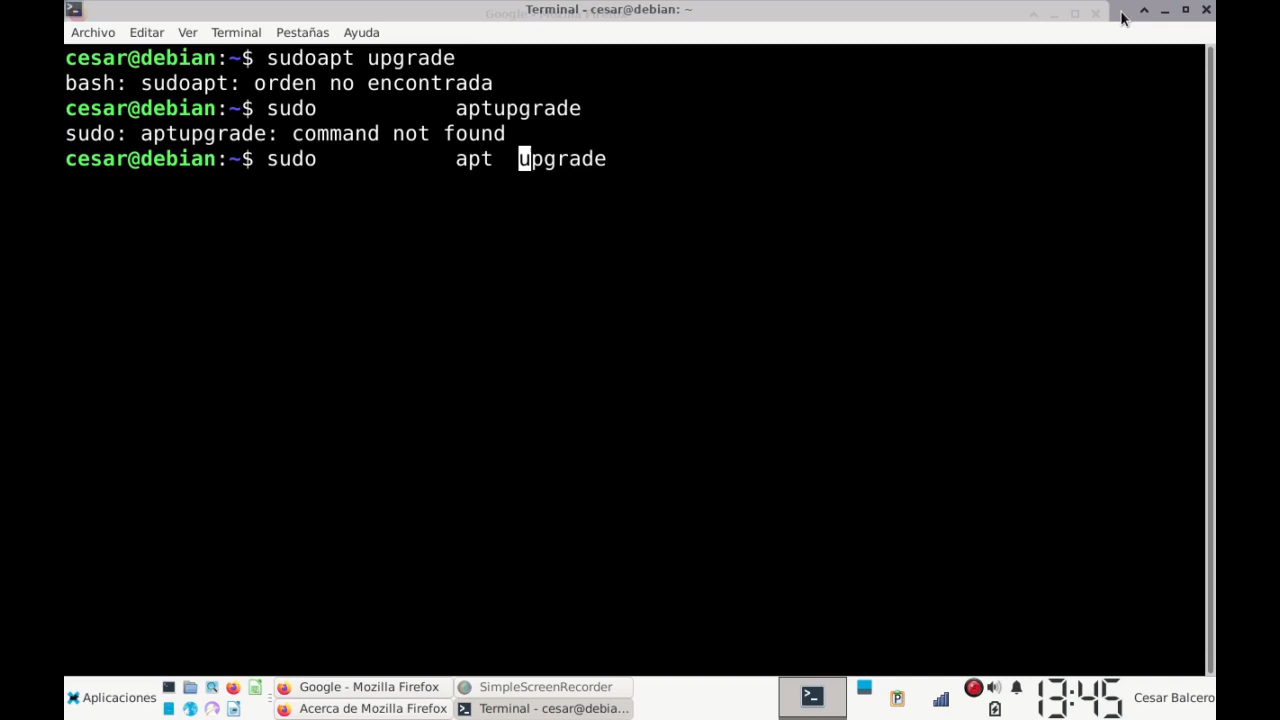 Terminal - cesar@debian: ~
Archivo Editar Ver Terminal Pestañas Ayuda
cesar@debian:~$ sudoapt upgrade
bash: sudoapt: orden no encontrada
cesar@debian:~$ sudo           aptupgrade
sudo: aptupgrade: command not found
cesar@debian:~$ sudo           apt  upgrade
Aplicaciones
Google - Mozilla Firefox
SimpleScreenRecorder
Acerca de Mozilla Firefox
Terminal - cesar@debia...
13:45
Cesar Balcero